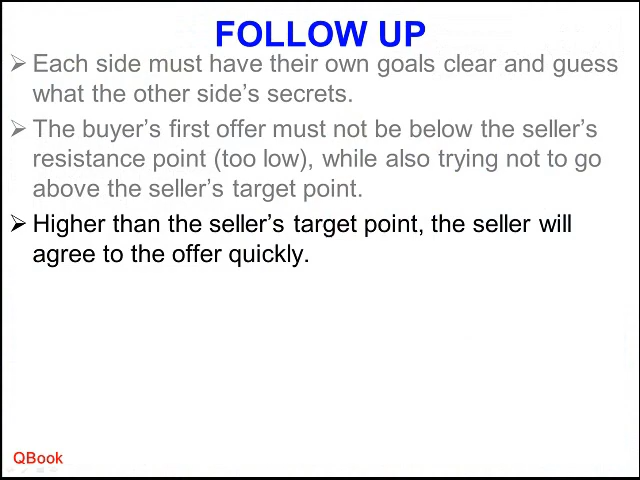 FOLLOW UP
➢ Each side must have their own goals clear and guess
what the other side's secrets.
➢ The buyer's first offer must not be below the seller's
resistance point (too low), while also trying not to go
above the seller's target point.
➢ Higher than the seller's target point, the seller will
agree to the offer quickly.
QBook